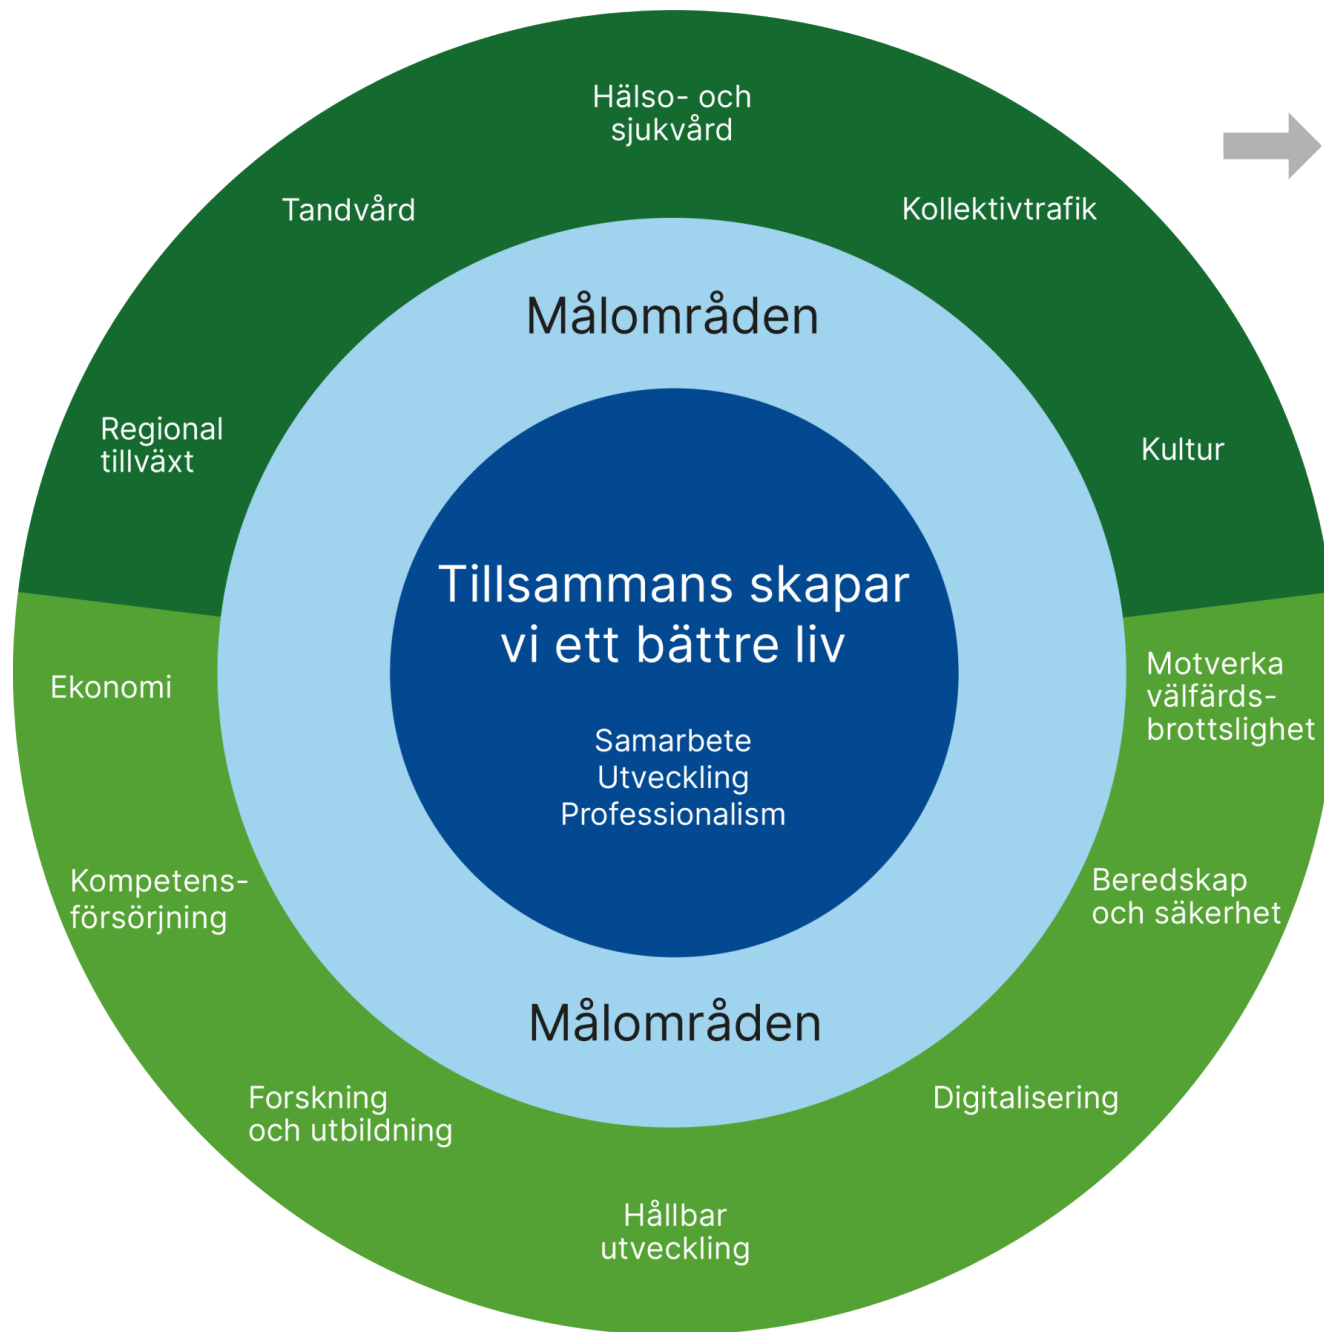 Hälso- och
sjukvård
Tandvård
Kollektivtrafik
Målområden
Regional
tillväxt
Kultur
Tillsammans skapar
vi ett bättre liv
Samarbete
Utveckling
Professionalism
Ekonomi
Motverka
välfärds-
brottslighet
Kompetens-
försörjning
Beredskap
och säkerhet
Målområden
Forskning
och utbildning
Digitalisering
Hållbar
utveckling